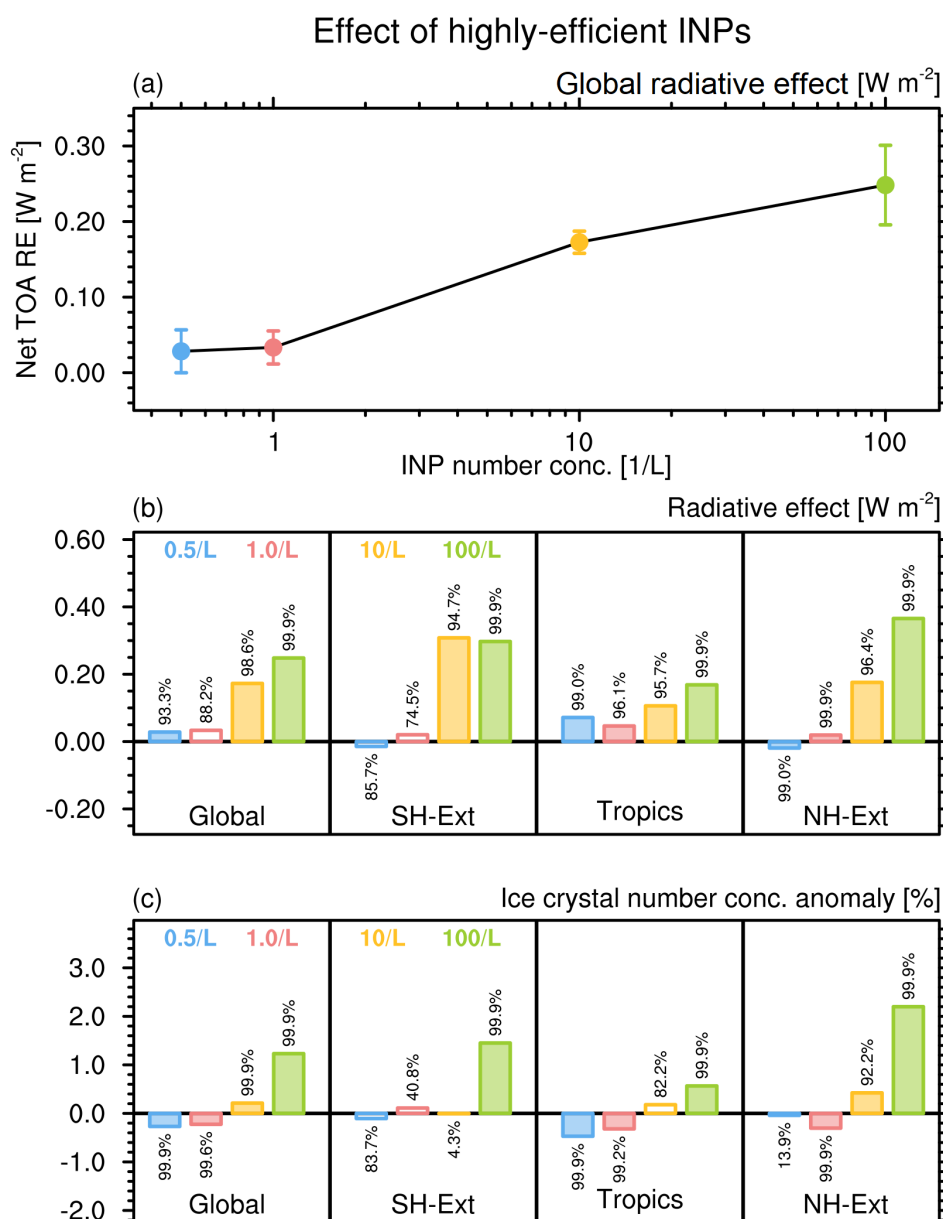 Effect of highly-efficient INPs
(a) Global radiative effect [W m-2]
Net TOA RE [W m-2]
0.30
0.20
0.10
0.00
1 10 100
INP number conc. [1/L]
(b) Radiative effect [W m-2]
0.60
0.40
0.20
0.00
-0.20
0.5/L 1.0/L 10/L 100/L
93.3% 88.2% 98.6% 99.9%
85.7% 74.5% 94.7% 99.9%
99.0% 96.1% 95.7% 99.9%
99.0% 99.9% 96.4% 99.9%
Global SH-Ext Tropics NH-Ext
(c) Ice crystal number conc. anomaly [%]
3.0
2.0
1.0
0.0
-1.0
-2.0
0.5/L 1.0/L 10/L 100/L
99.9% 99.6% 99.9% 99.9%
83.7% 40.8% 4.3% 99.9%
99.9% 99.2% 82.2% 99.9%
13.9% 99.9% 92.2% 99.9%
Global SH-Ext Tropics NH-Ext